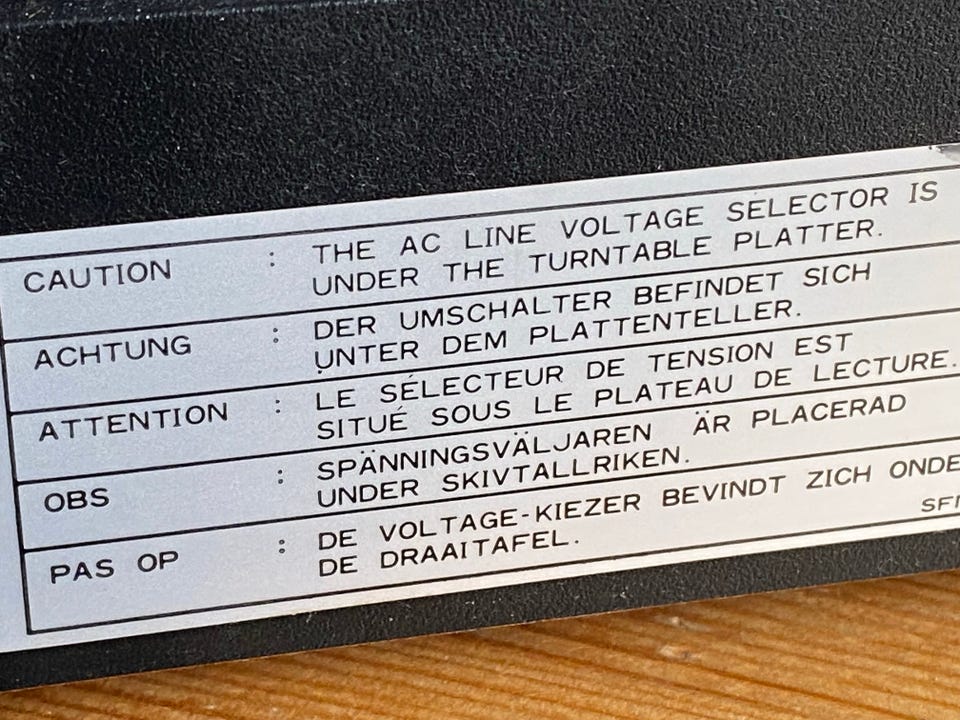 CAUTION : THE AC LINE VOLTAGE SELECTOR IS
UNDER THE TURNTABLE PLATTER.
ACHTUNG : DER UMSCHALTER BEFINDET SICH
UNTER DEM PLATTENTELLER.
ATTENTION : LE SÉLECTEUR DE TENSION EST
SITUÉ SOUS LE PLATEAU DE LECTURE.
OBS : SPÄNNINGSVÄLJAREN ÄR PLACERAD
UNDER SKIVTALLRIKEN.
PAS OP : DE VOLTAGE-KIEZER BEVINDT ZICH ONDE
DE DRAAITAFEL.